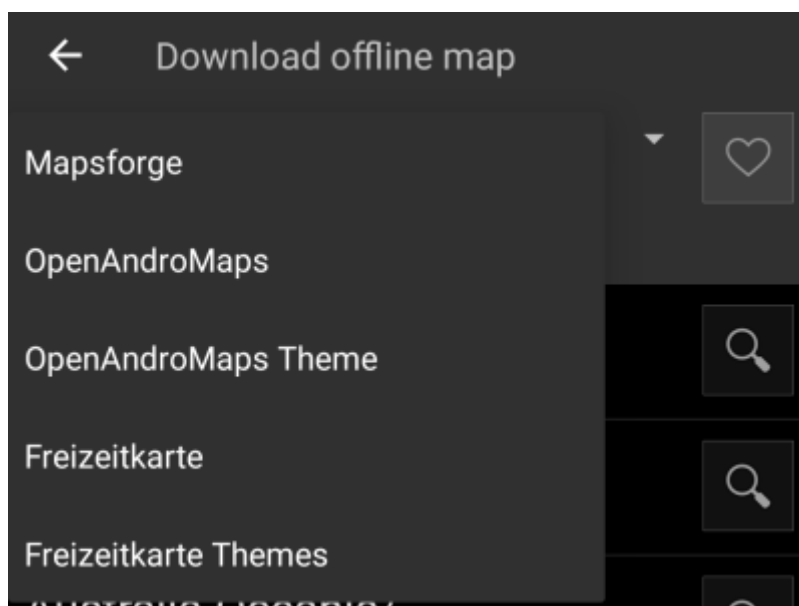 Download offline map
Mapsforge
OpenAndroMaps
OpenAndroMaps Theme
Freizeitkarte
Freizeitkarte Themes